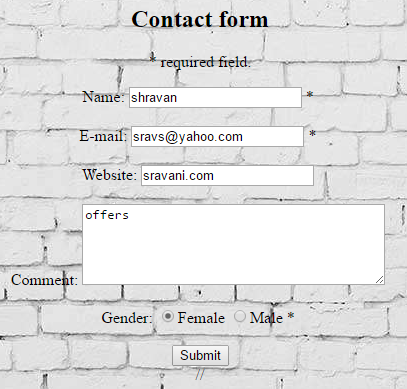 Contact form
* required field.
Name: shravan *
E-mail: sravs@yahoo.com *
Website: sravani.com
offers
Comment:
Gender: Female Male *
Submit
//